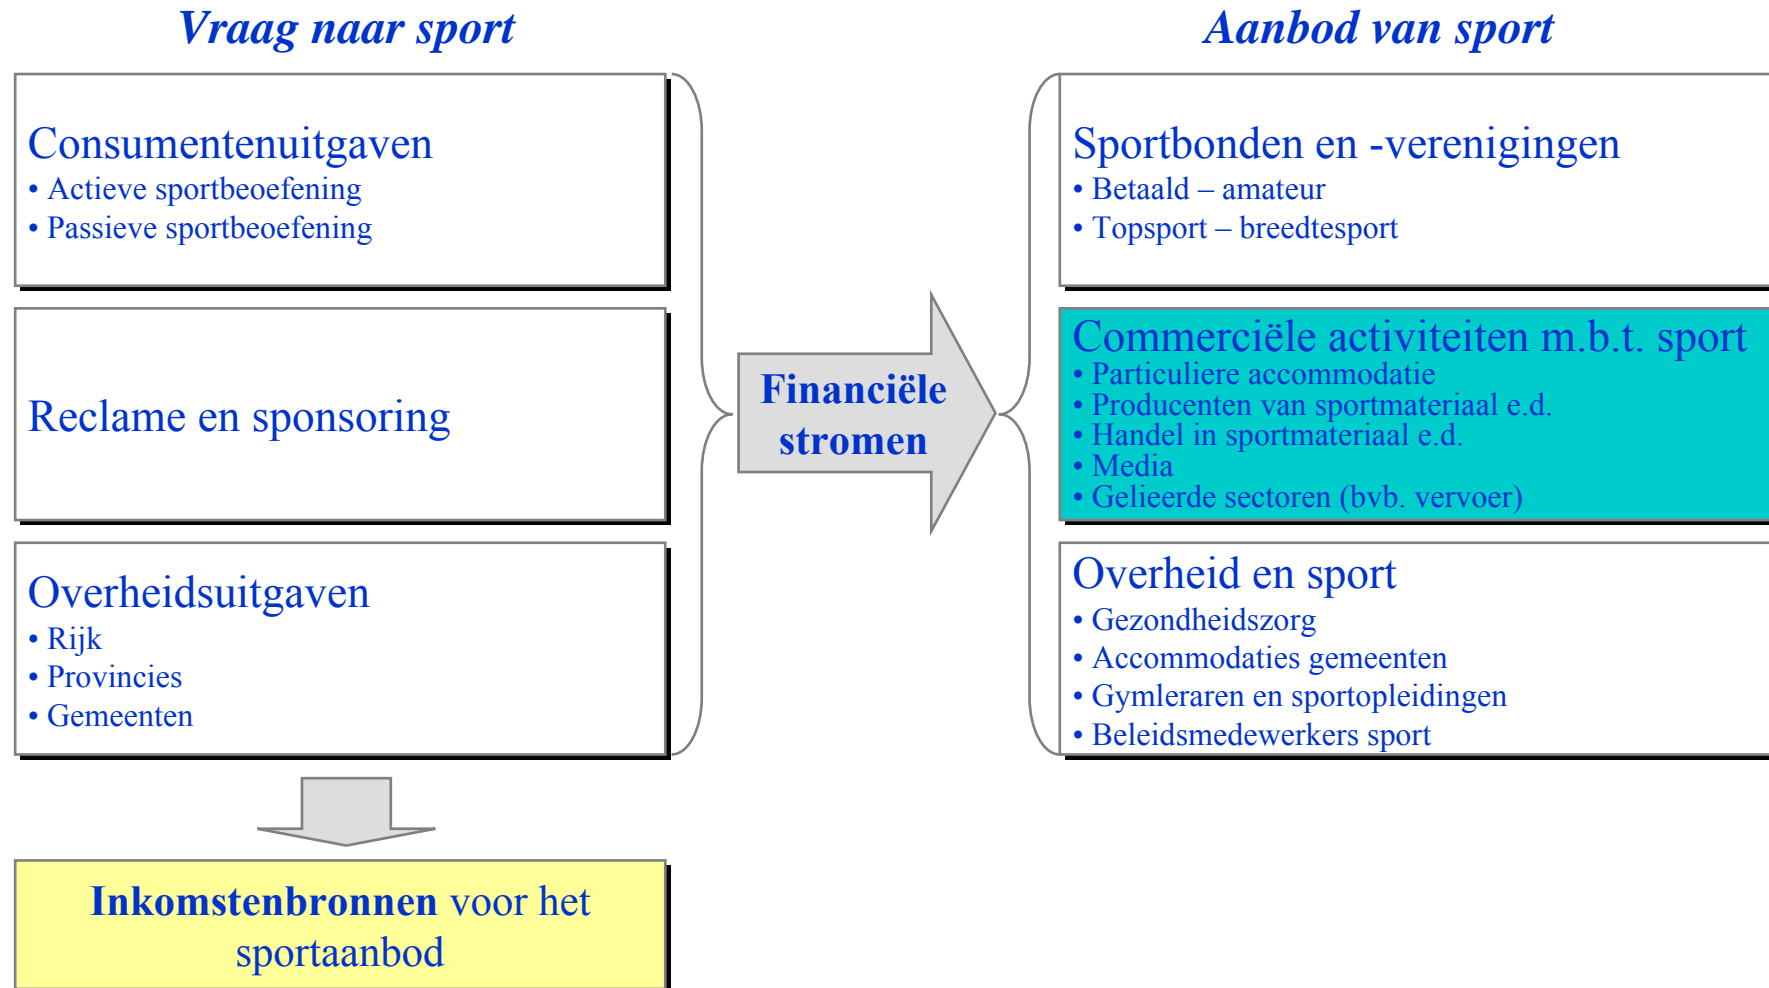 Vraag naar sport
Consumentenuitgaven
• Actieve sportbeoefening
• Passieve sportbeoefening
Reclame en sponsoring
Overheidsuitgaven
• Rijk
• Provincies
• Gemeenten
Inkomstenbronnen voor het
sportaanbod
Financiële
stromen
Aanbod van sport
Sportbonden en -verenigingen
• Betaald – amateur
• Topsport – breedtesport
Commerciële activiteiten m.b.t. sport
• Particuliere accommodatie
• Producenten van sportmateriaal e.d.
• Handel in sportmateriaal e.d.
• Media
• Gelieerde sectoren (bvb. vervoer)
Overheid en sport
• Gezondheidszorg
• Accommodaties gemeenten
• Gymleraren en sportopleidingen
• Beleidsmedewerkers sport